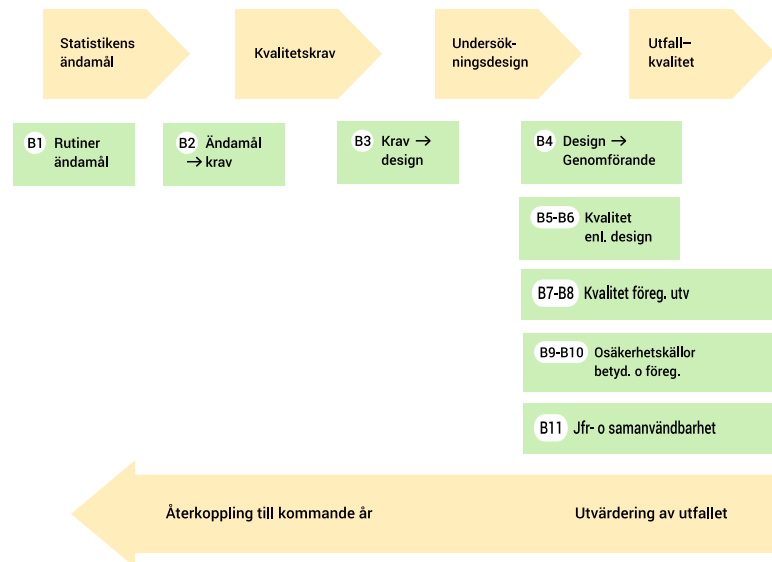 Statistikens
ändamål
Kvalitetskrav
Undersök-
ningsdesign
Utfall–
kvalitet
B1 Rutiner
ändamål
B2 Ändamål
→ krav
B3 Krav →
design
B4 Design →
Genomförande
B5-B6 Kvalitet
enl. design
B7-B8 Kvalitet föreg. utv
B9-B10 Osäkerhetskällor
betyd. o föreg.
B11 Jfr- o samanvändbarhet
Återkoppling till kommande år
Utvärdering av utfallet